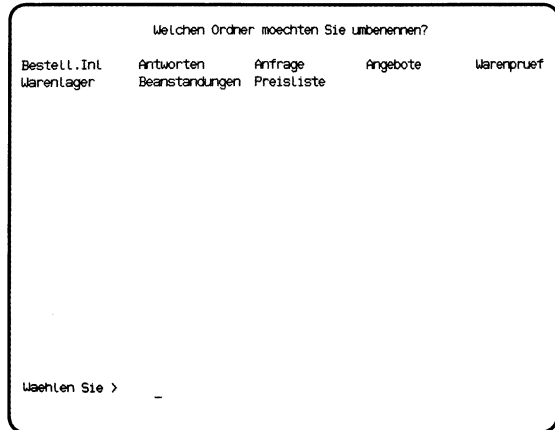 Welchen Ordner moechten Sie umbenennen?
Bestell.Inl Antworten Anfrage Angebote Warenpruef
Warenlager Beanstandungen Preisliste
Waehlen Sie > _